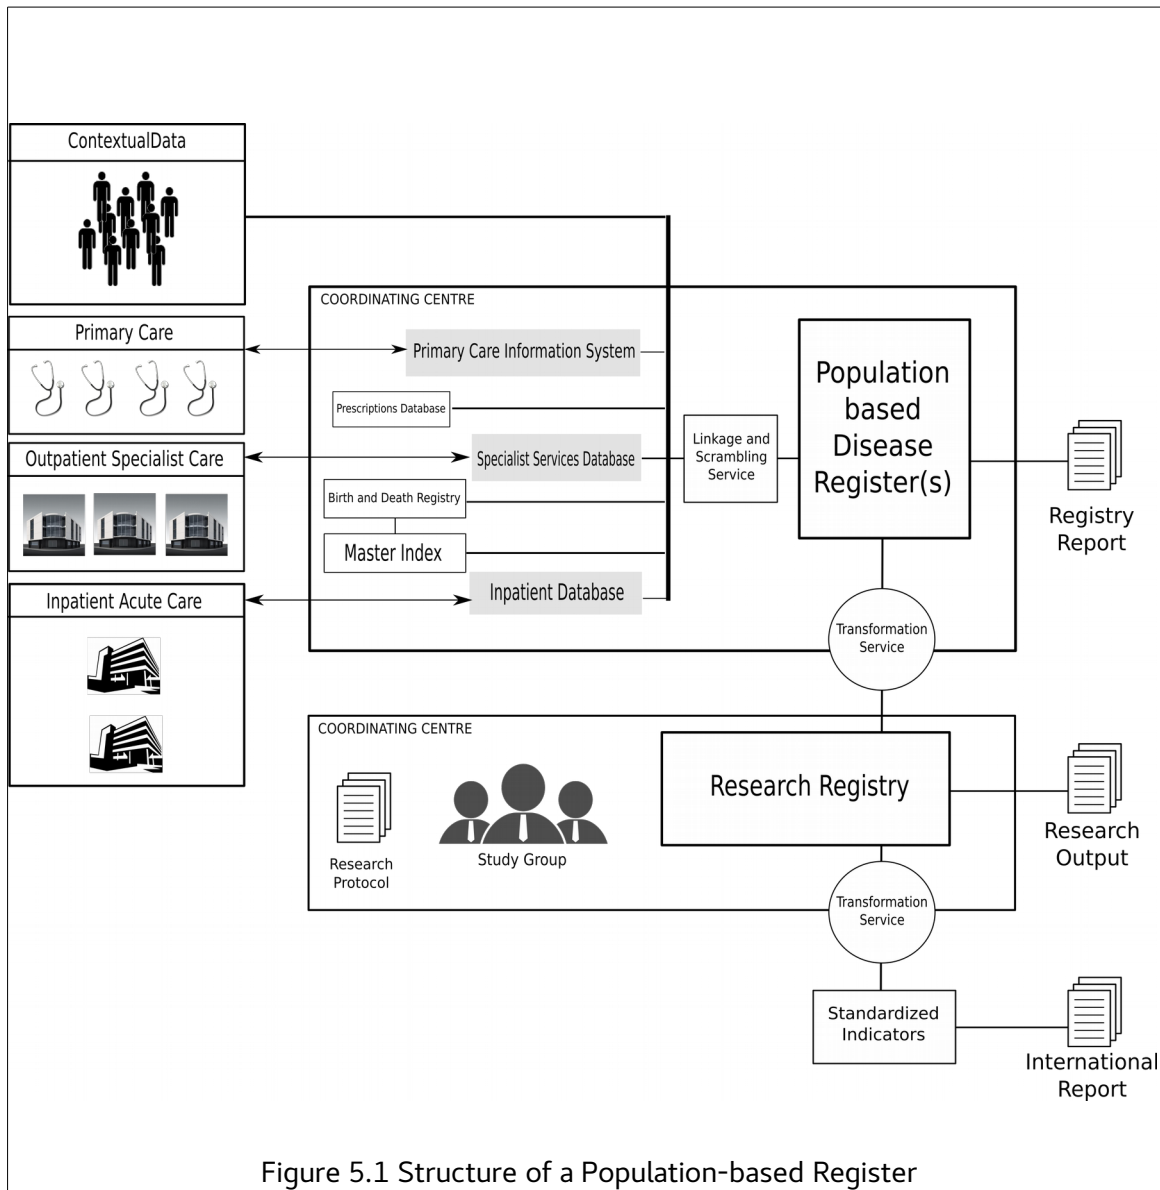 ContextualData
COORDINATING CENTRE
Primary Care
Primary Care Information System
Population
based
Disease
Register(s)
Prescriptions Database
Linkage and
Scrambling
Service
Outpatient Specialist Care
Specialist Services Database
Birth and Death Registry
Registry
Report
Master Index
Inpatient Acute Care
Inpatient Database
Transformation
Service
COORDINATING CENTRE
Research Registry
Research
Output
Study Group
Research
Protocol
Transformation
Service
Standardized
Indicators
International
Report
Figure 5.1 Structure of a Population-based Register